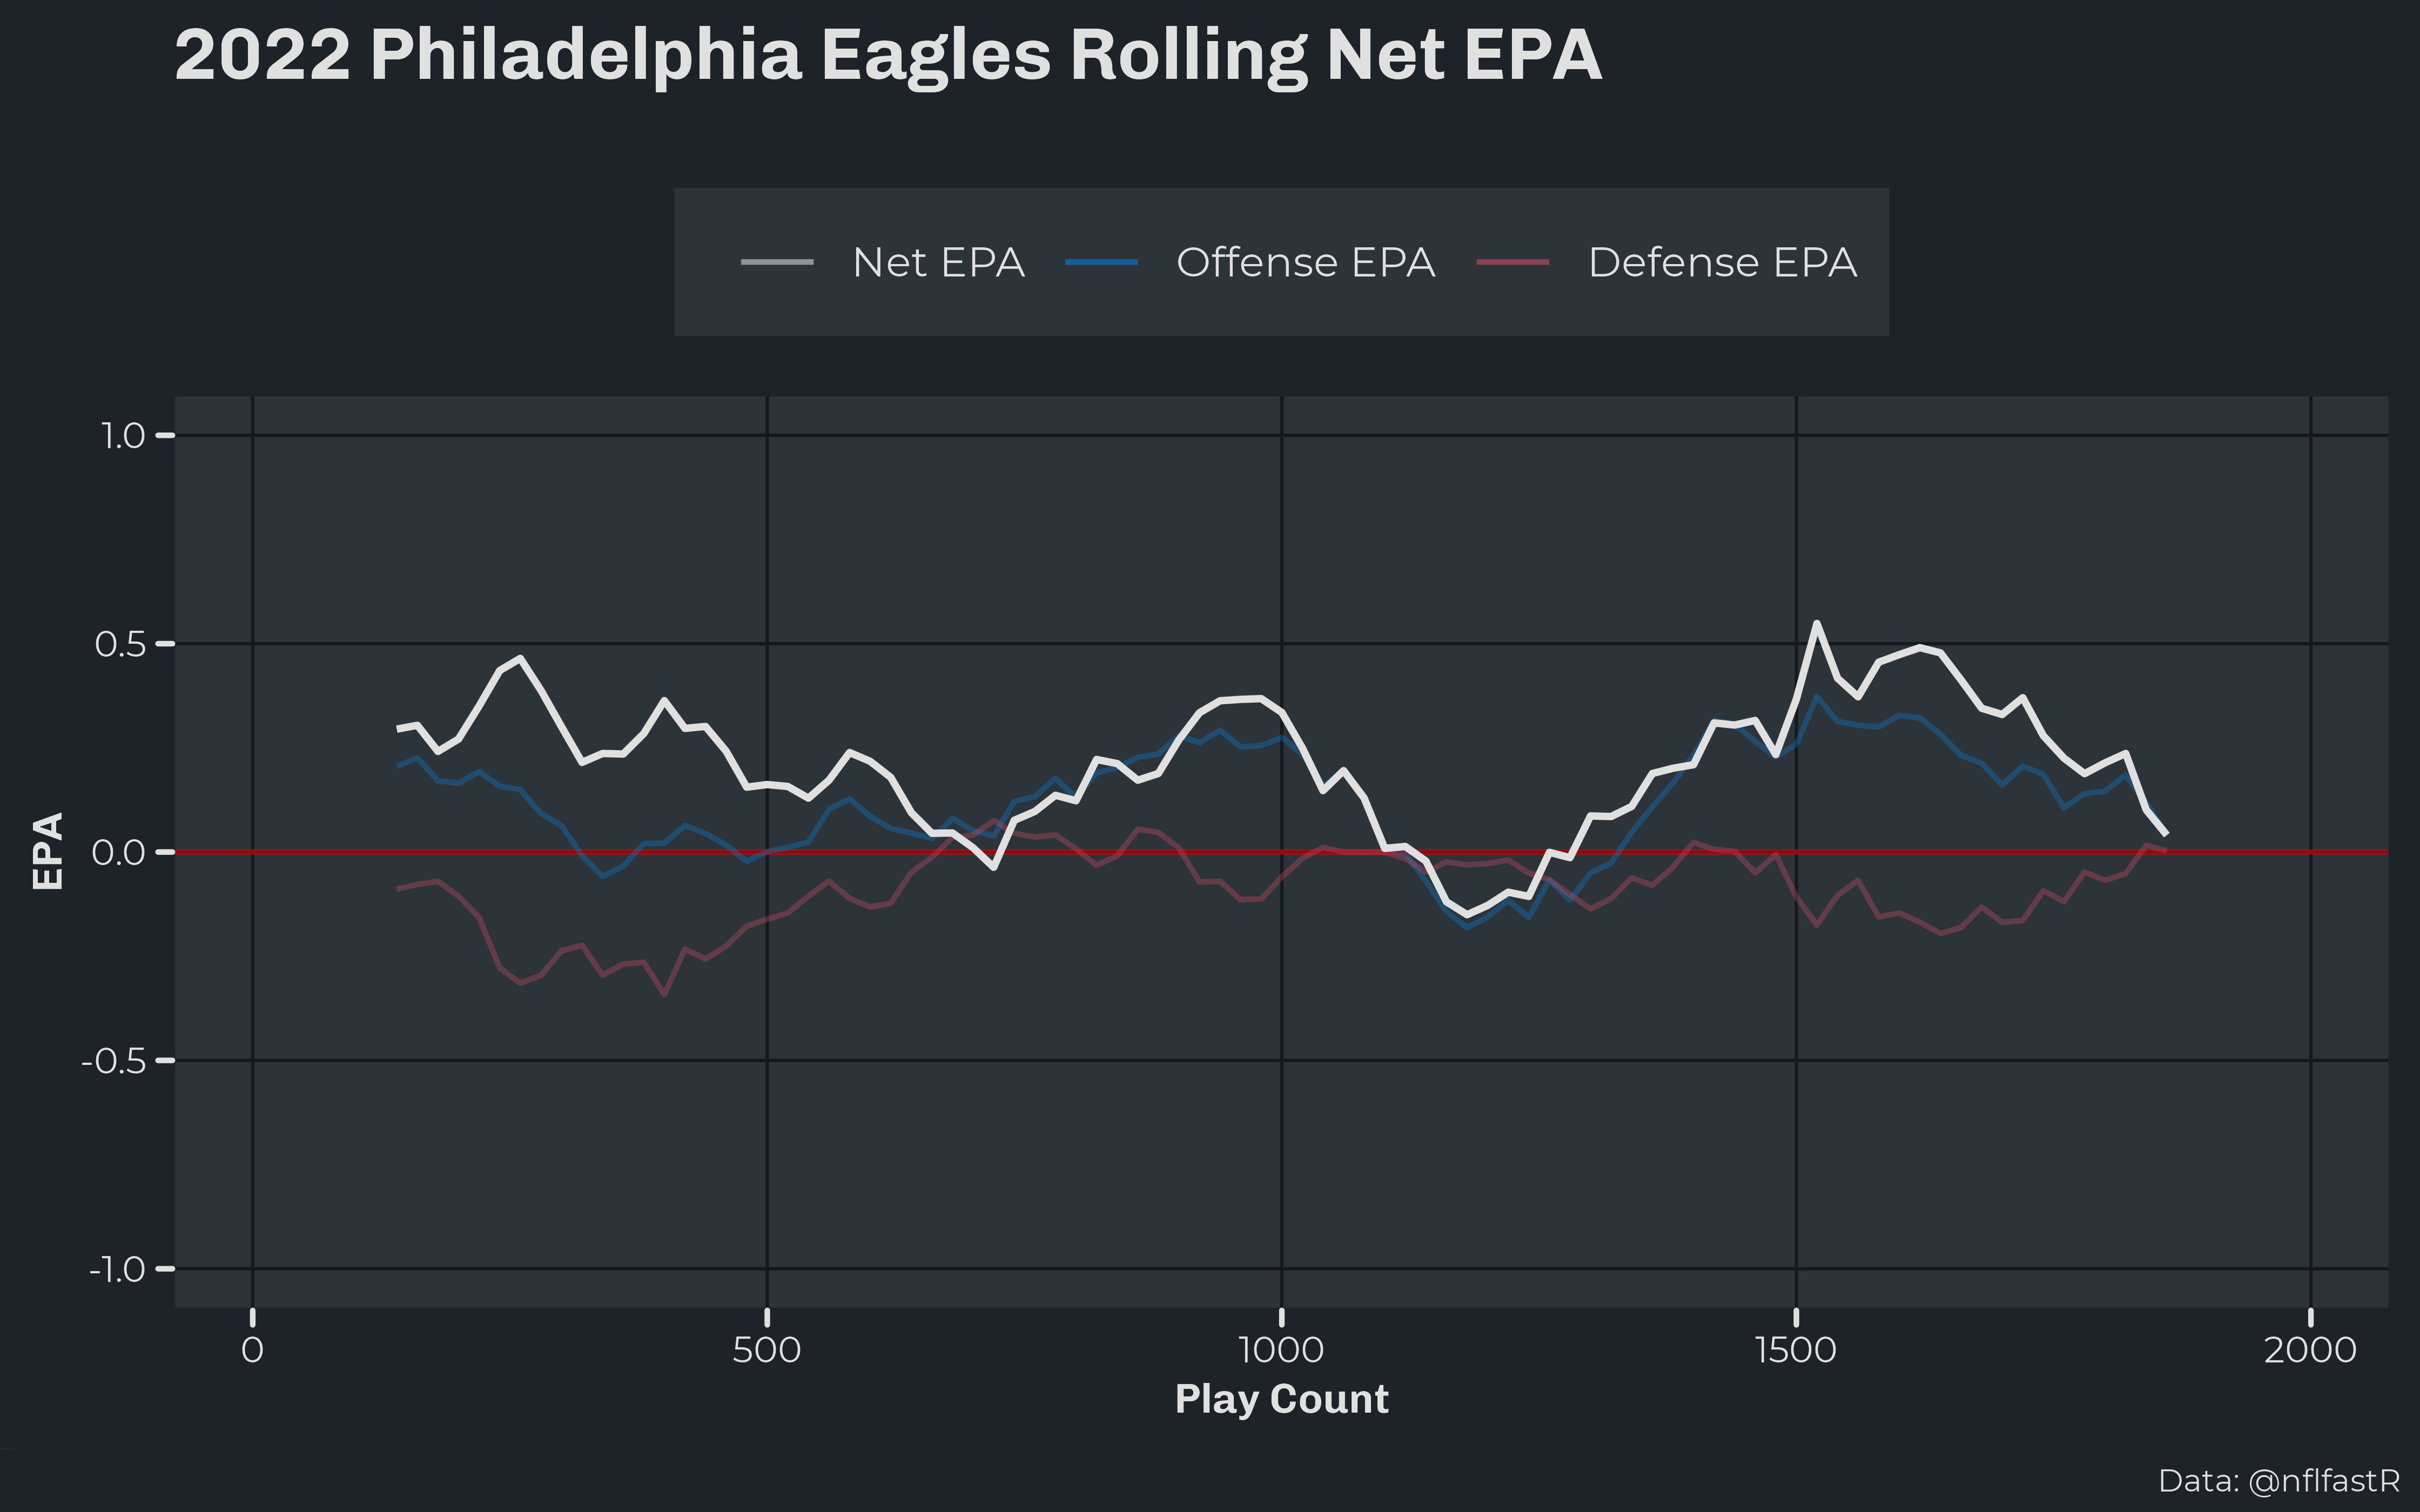 2022 Philadelphia Eagles Rolling Net EPA
Net EPA Offense EPA Defense EPA
1.0
0.5
0.0
-0.5
-1.0
EPA
0 500 1000 1500 2000
Play Count
Data: @nflfastR